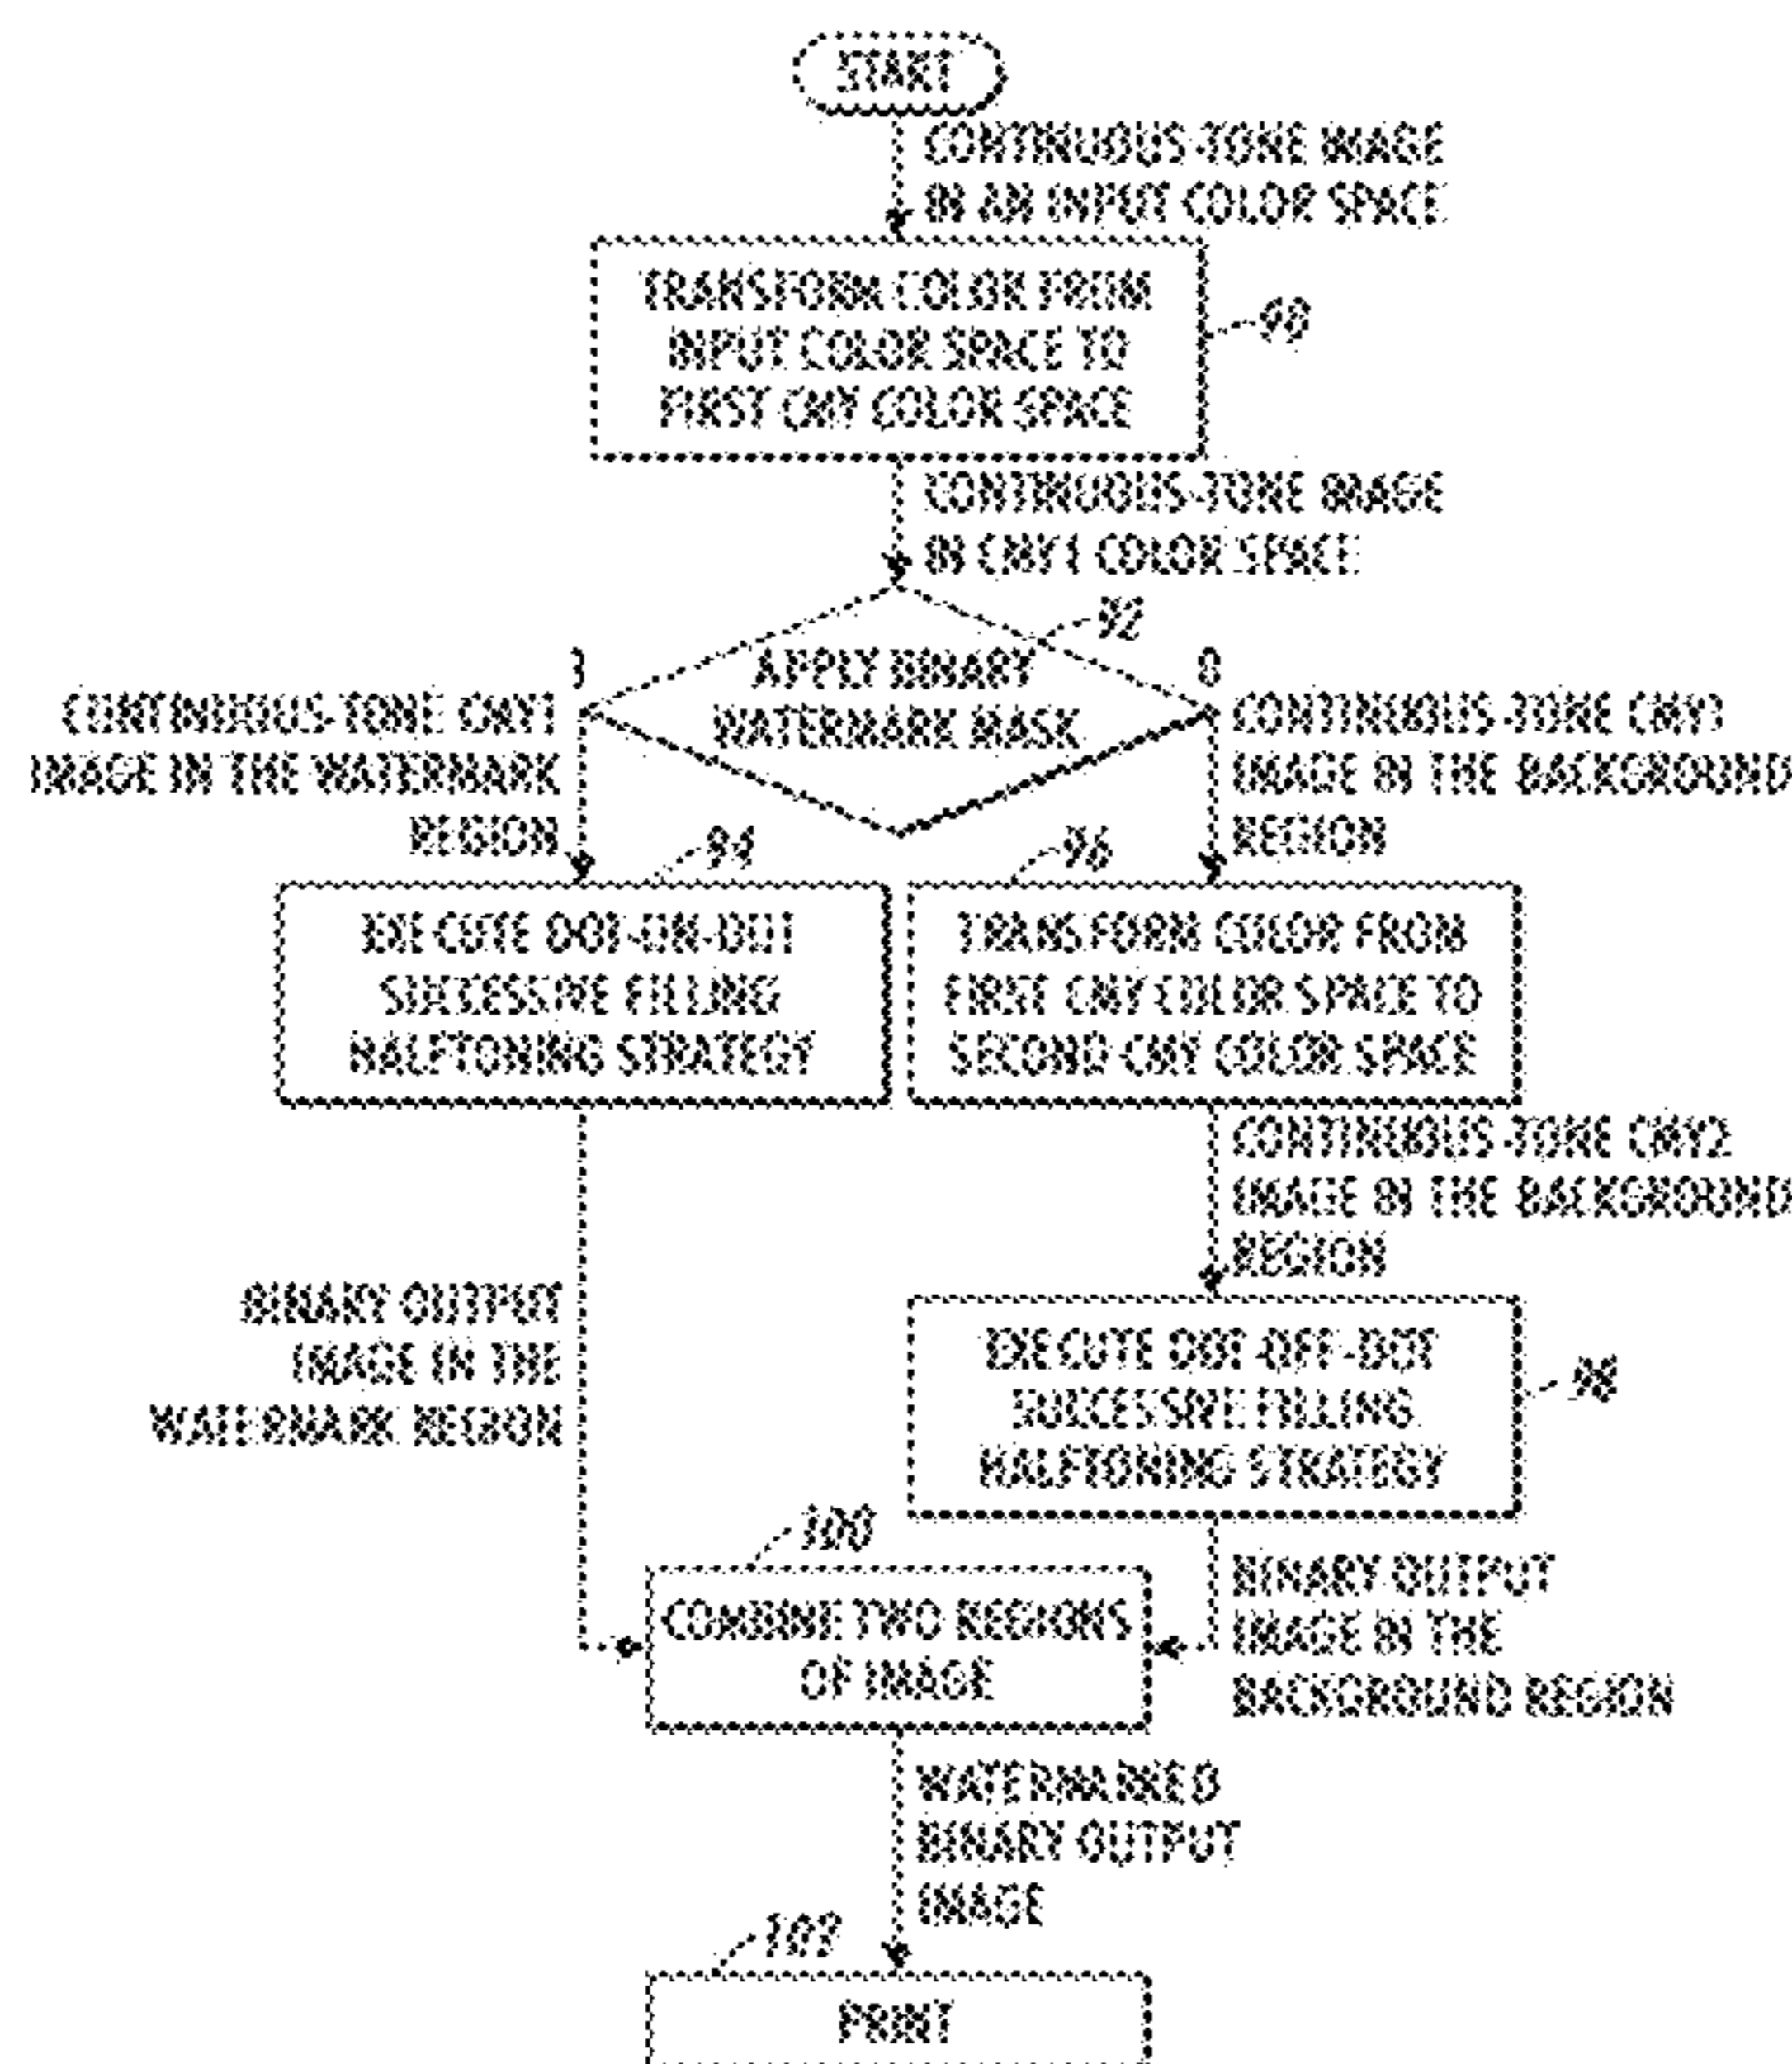 START
CONTINUOUS-TONE IMAGE
IN AN INPUT COLOR SPACE
TRANSFORM COLOR FROM
INPUT COLOR SPACE TO
FIRST CMY COLOR SPACE
90
CONTINUOUS-TONE IMAGE
IN CMY1 COLOR SPACE
92
APPLY BINARY
WATERMARK MASK
1
0
CONTINUOUS-TONE CMY1
IMAGE IN THE WATERMARK
REGION
CONTINUOUS-TONE CMY1
IMAGE IN THE BACKGROUND
REGION
94
96
EXECUTE DOT-ON-DOT
SUCCESSIVE FILLING
HALFTONING STRATEGY
TRANSFORM COLOR FROM
FIRST CMY COLOR SPACE TO
SECOND CMY COLOR SPACE
CONTINUOUS-TONE CMY2
IMAGE IN THE BACKGROUND
REGION
BINARY OUTPUT
IMAGE IN THE
WATERMARK REGION
EXECUTE DOT-OFF-DOT
SUCCESSIVE FILLING
HALFTONING STRATEGY
98
100
COMBINE TWO REGIONS
OF IMAGE
BINARY OUTPUT
IMAGE IN THE
BACKGROUND REGION
WATERMARKED
BINARY OUTPUT
IMAGE
102
PRINT